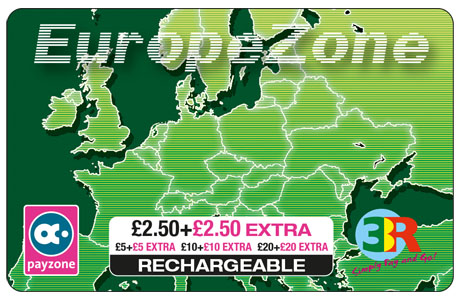 EuropeZone
£2.50+£2.50 EXTRA
£5+£5 EXTRA £10+£10 EXTRA £20+£20 EXTRA
RECHARGEABLE
payzone
3R
Simply Pay and Go!